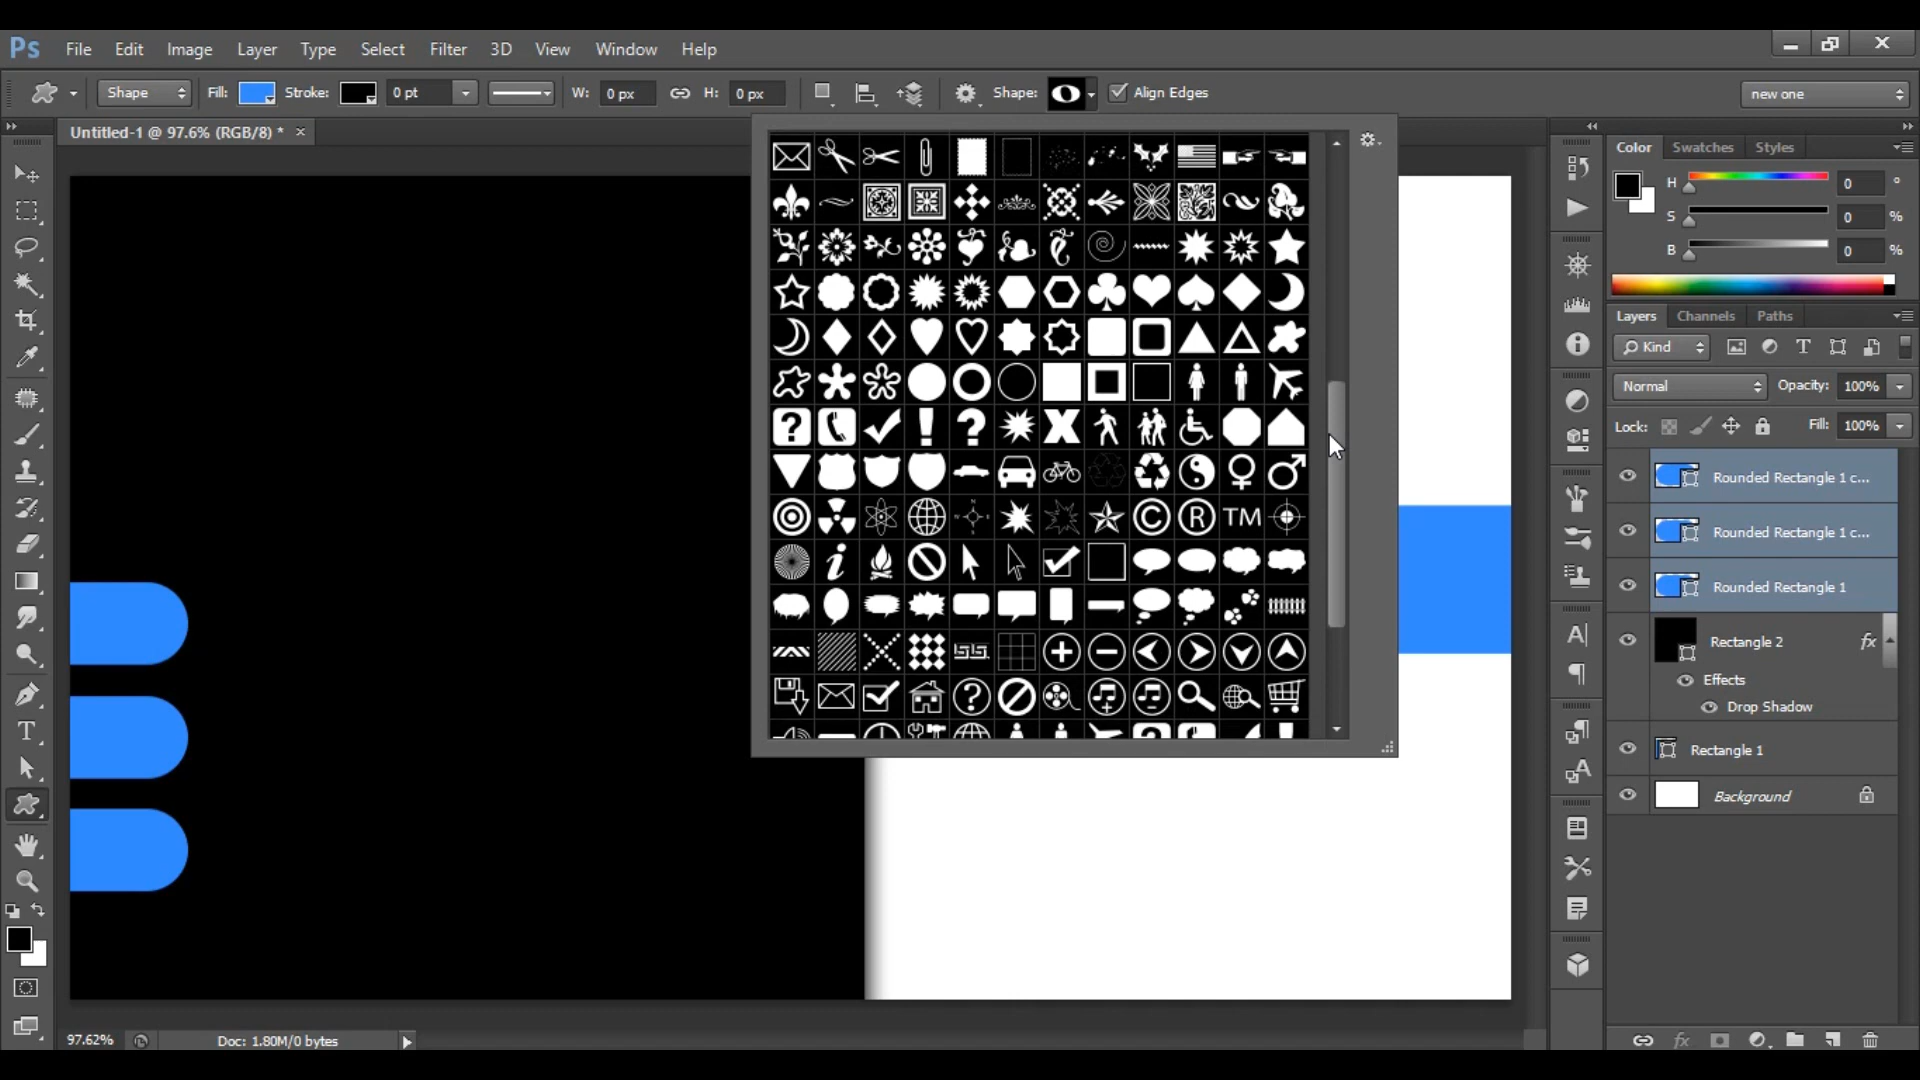 Ps File Edit Image Layer Type Select Filter 3D View Window Help
Shape Fill: Stroke: 0 pt W: 0 px H: 0 px Shape: Align Edges new one
Untitled-1 @ 97.6% (RGB/8) * ×
Color Swatches Styles
H 0 °
S 0 %
B 0 %
Layers Channels Paths
Kind
Normal Opacity: 100%
Lock: Fill: 100%
Rounded Rectangle 1 c...
Rounded Rectangle 1 c...
Rounded Rectangle 1
Rectangle 2 fx
Effects
Drop Shadow
Rectangle 1
Background
97.62% Doc: 1.80M/0 bytes